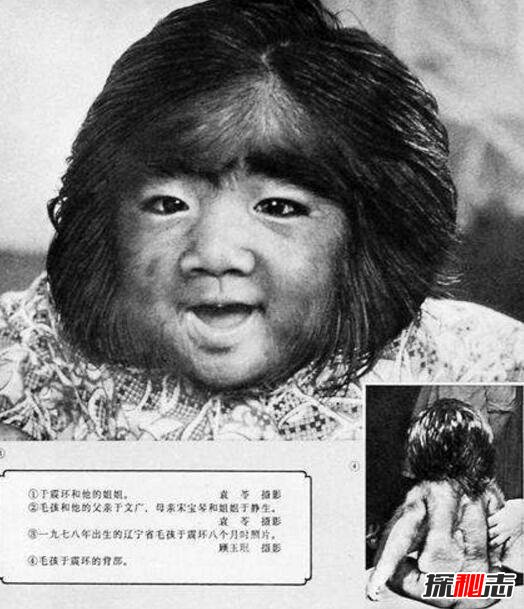 ④
①于震环和他的姐姐。 袁苓 摄影
②毛孩和他的父亲于文广，母亲宋宝琴和姐姐于静生。
袁苓 摄影
③一九七八年出生的辽宁省毛孩于震环八个月时照片。
顾玉珉 摄影
④毛孩于震环的背部。
探秘志